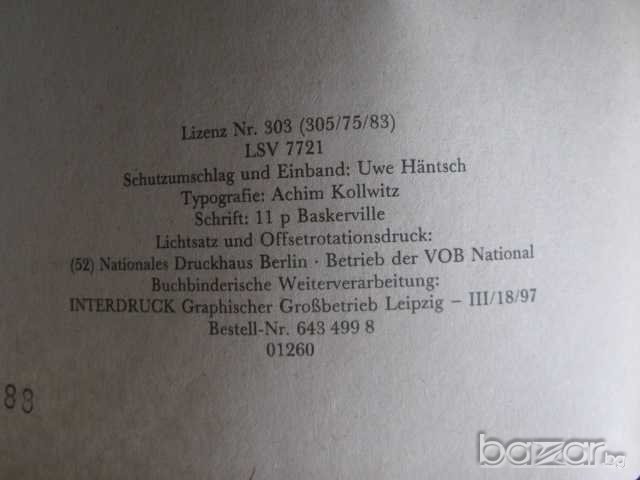 Lizenz Nr. 303 (305/75/83)
LSV 7721
Schutzumschlag und Einband: Uwe Häntsch
Typografie: Achim Kollwitz
Schrift: 11 p Baskerville
Lichtsatz und Offsetrotationsdruck:
(52) Nationales Druckhaus Berlin · Betrieb der VOB National
Buchbinderische Weiterverarbeitung:
INTERDRUCK Graphischer Großbetrieb Leipzig – III/18/97
Bestell-Nr. 643 499 8
01260
88
bazar.bg